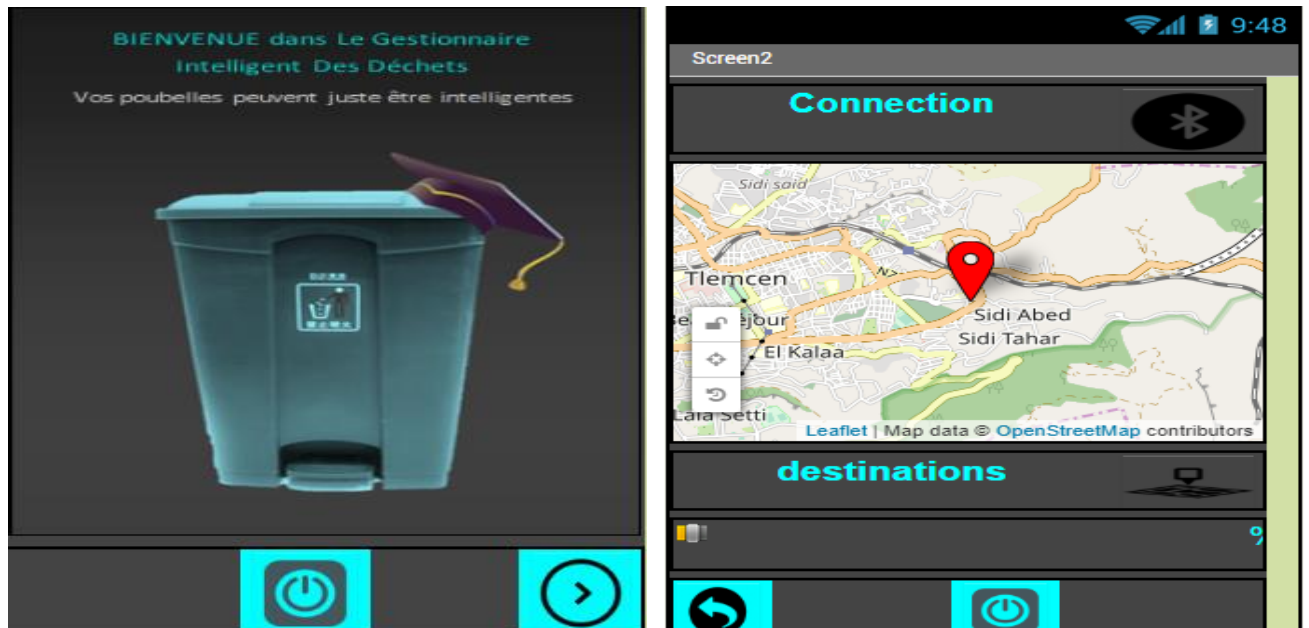 BIENVENUE dans Le Gestionnaire
Intelligent Des Déchets
Vos poubelles peuvent juste être intelligentes
9:48
Screen2
Connection
Sidi said
Tlemcen
N>
ejour
El Kalaa
Sidi Abed
Sidi Tahar
Lala Setti
Leaflet | Map data © OpenStreetMap contributors
destinations
%